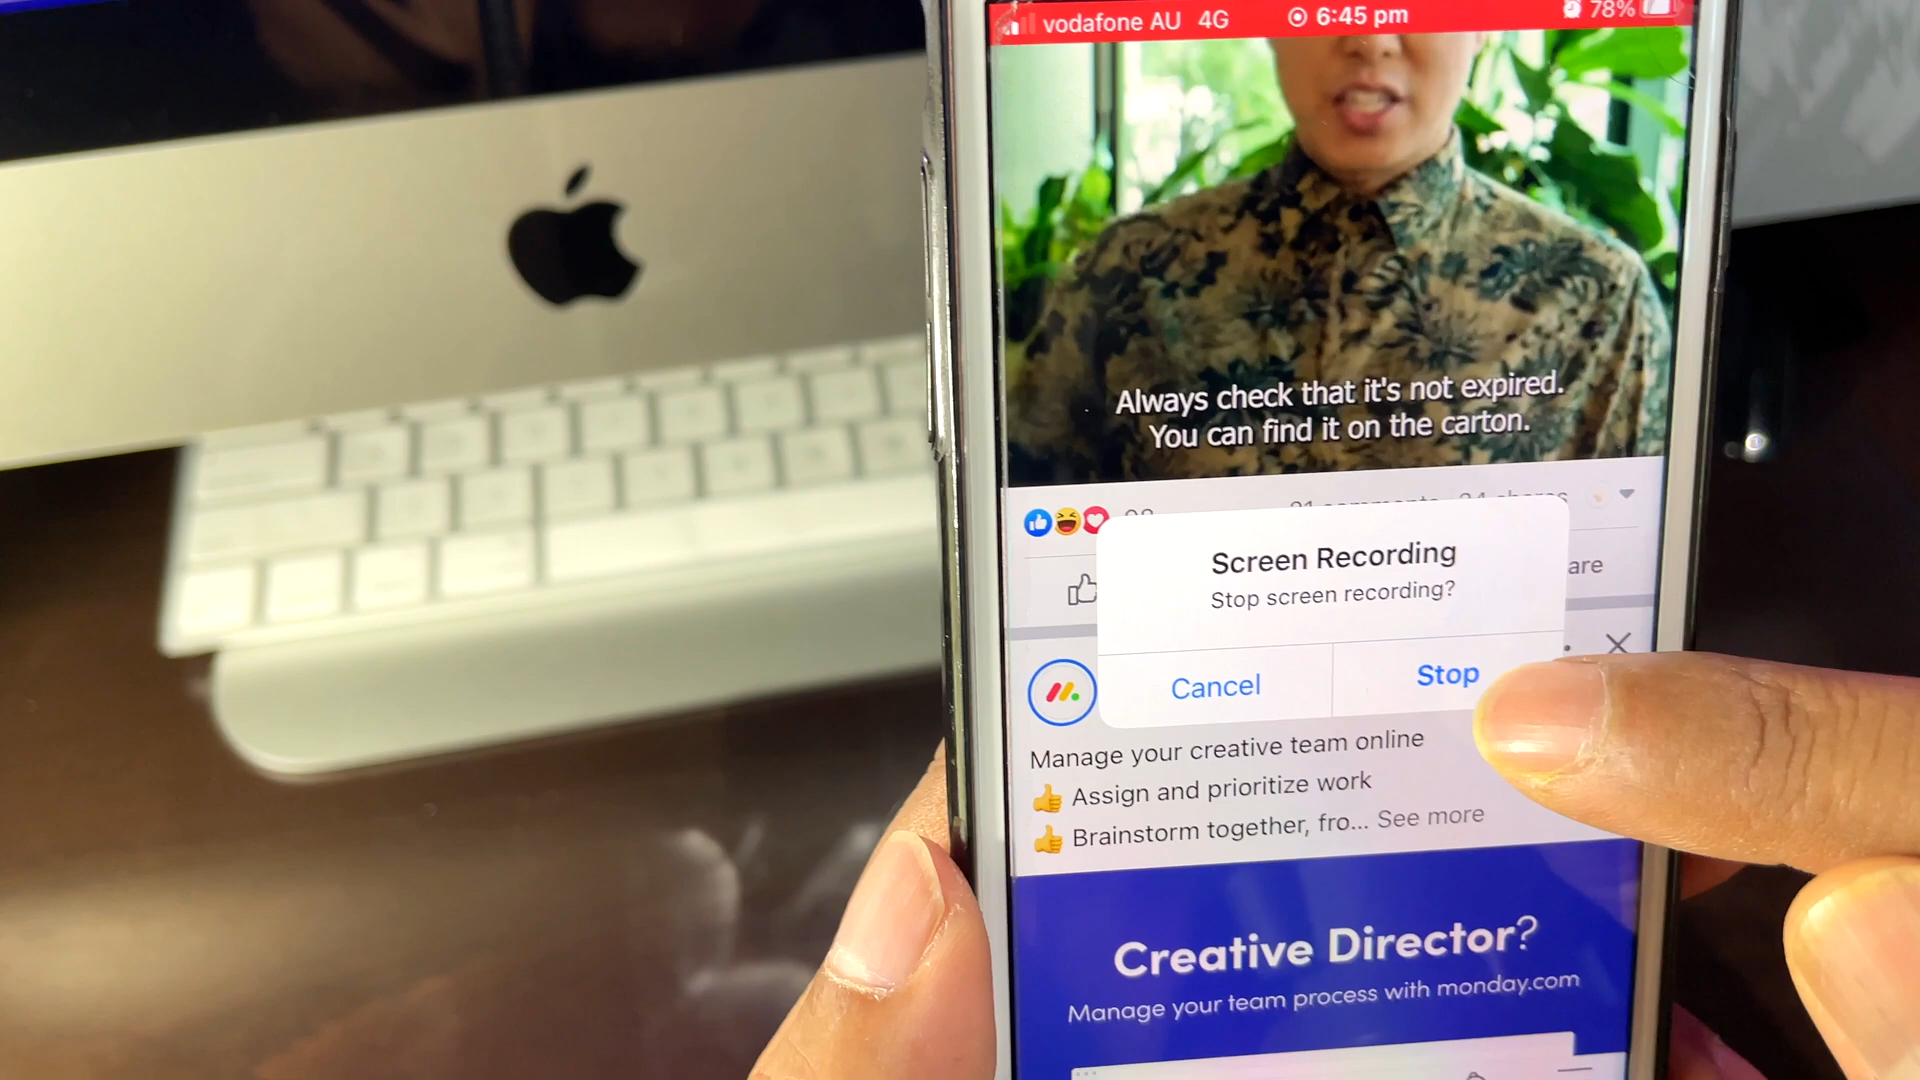 vodafone AU 4G 6:45 pm 78%
Always check that it's not expired.
You can find it on the carton.
are
Screen Recording
Stop screen recording?
Cancel Stop
Manage your creative team online
👍 Assign and prioritize work
👍 Brainstorm together, fro... See more
Creative Director?
Manage your team process with monday.com